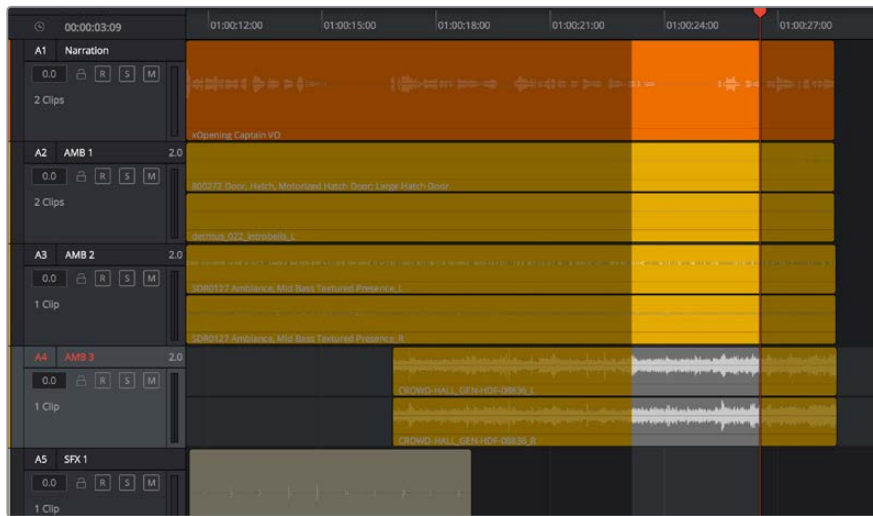 00:00:03:09
01:00:12:00 01:00:15:00 01:00:18:00 01:00:21:00 01:00:24:00 01:00:27:00
A1 Narration
0.0 R S M
2 Clips
xOpening Captain VO
A2 AMB 1 2.0
0.0 R S M
800277 Door, Hatch, Motorized Hatch Door; Large Hatch Door
2 Clips
detritus_022_introbells_L
A3 AMB 2 2.0
0.0 R S M
SDR0127 Ambiance, Mid Bass Textured Presence_L
1 Clip
SDR0127 Ambiance, Mid Bass Textured Presence_R
A4 AMB 3 2.0
0.0 R S M
CROWD-HALL_GEN-HDF-08836_L
1 Clip
CROWD-HALL_GEN-HDF-08836_R
A5 SFX 1
0.0 R S M
1 Clip